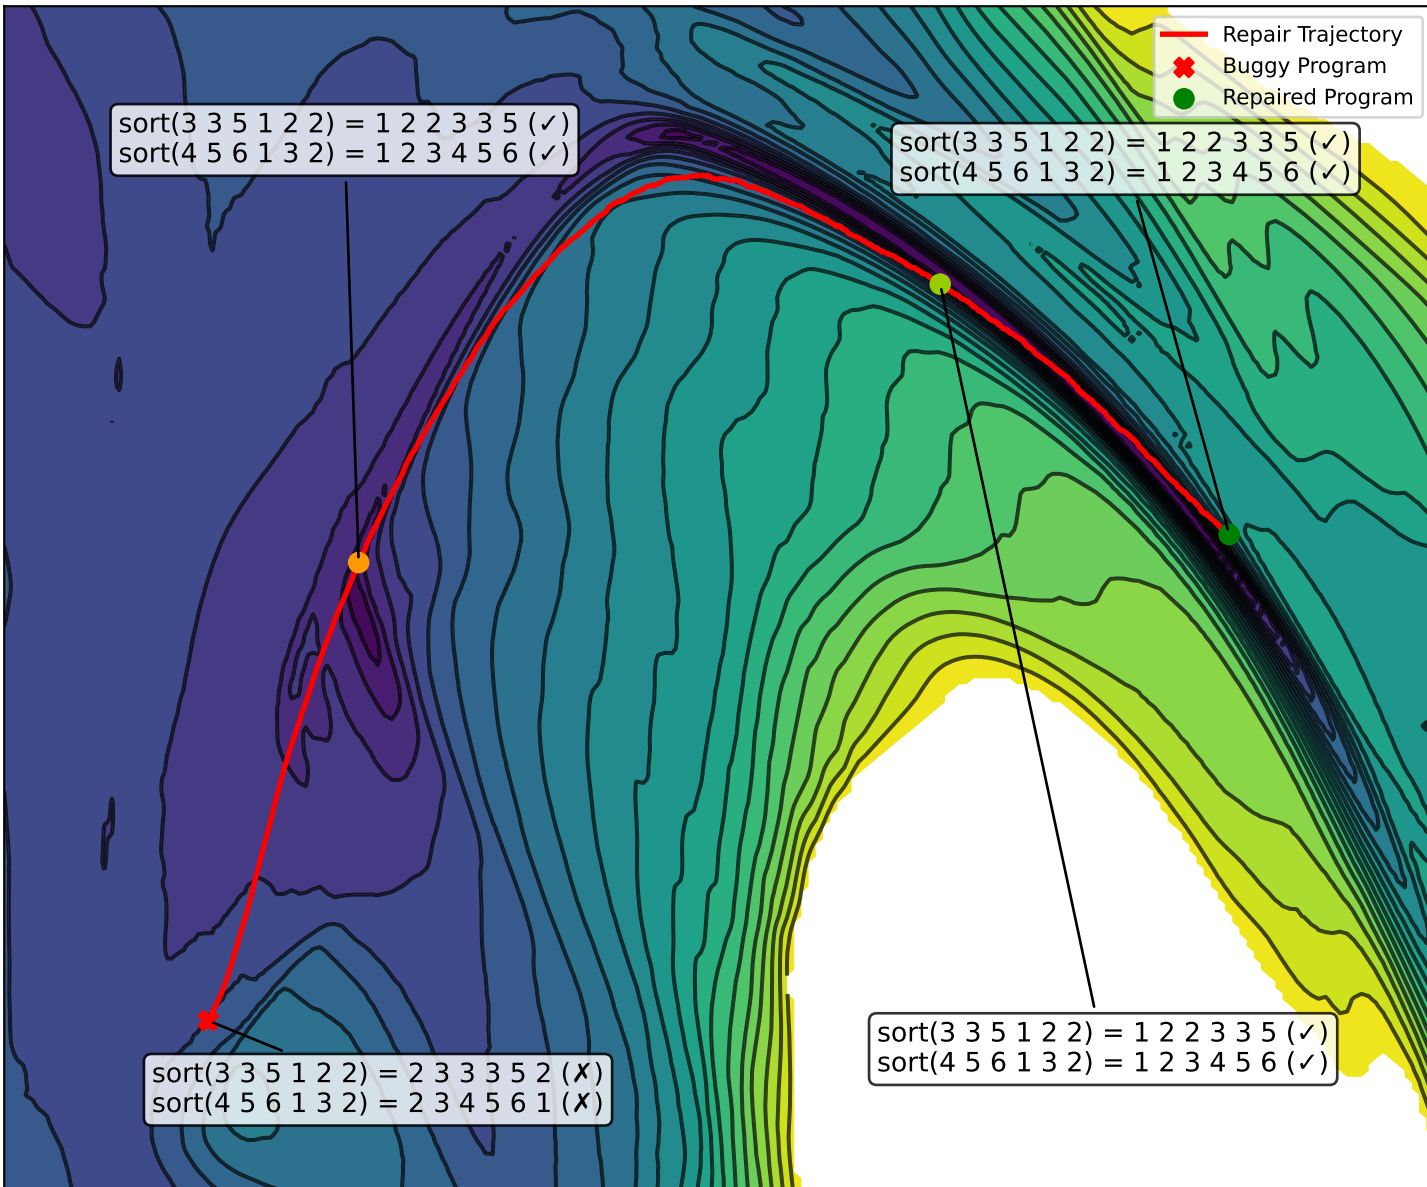 Repair Trajectory
Buggy Program
Repaired Program
sort(3 3 5 1 2 2) = 1 2 2 3 3 5 (✓)
sort(4 5 6 1 3 2) = 1 2 3 4 5 6 (✓)
sort(3 3 5 1 2 2) = 1 2 2 3 3 5 (✓)
sort(4 5 6 1 3 2) = 1 2 3 4 5 6 (✓)
sort(3 3 5 1 2 2) = 1 2 2 3 3 5 (✓)
sort(4 5 6 1 3 2) = 1 2 3 4 5 6 (✓)
sort(3 3 5 1 2 2) = 2 3 3 3 5 2 (✗)
sort(4 5 6 1 3 2) = 2 3 4 5 6 1 (✗)